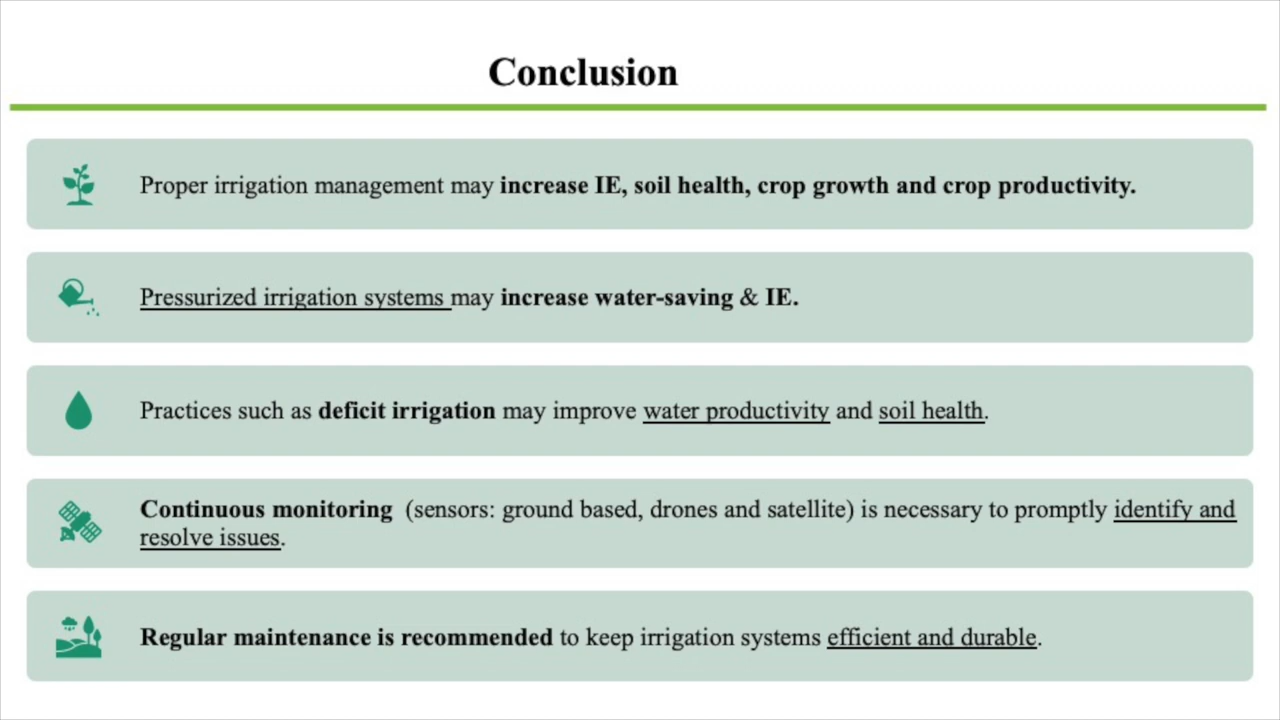 Conclusion
Proper irrigation management may increase IE, soil health, crop growth and crop productivity.
Pressurized irrigation systems may increase water-saving & IE.
Practices such as deficit irrigation may improve water productivity and soil health.
Continuous monitoring (sensors: ground based, drones and satellite) is necessary to promptly identify and
resolve issues.
Regular maintenance is recommended to keep irrigation systems efficient and durable.